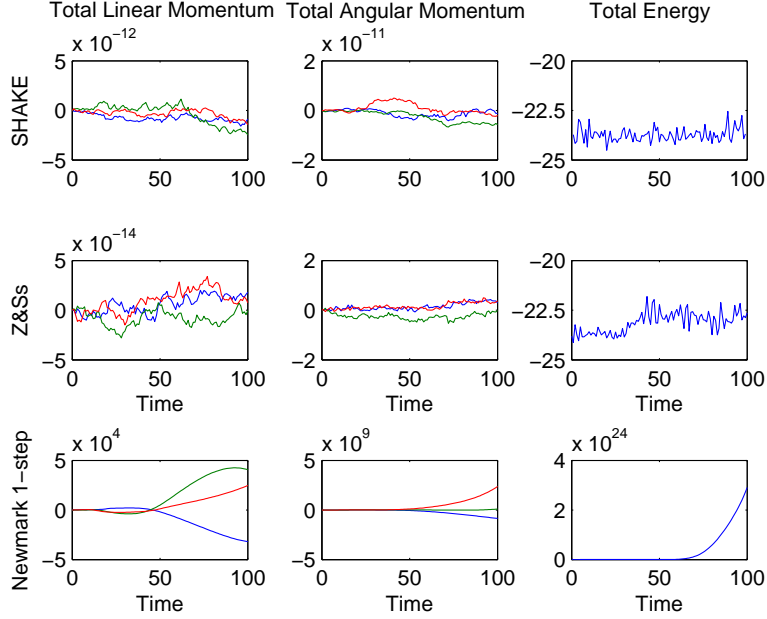 Total Linear Momentum Total Angular Momentum Total Energy
x 10^−12 x 10^−11
SHAKE
5 2 −20
0 0 −22.5
−5 −2 −25
0 50 100 0 50 100 0 50 100
x 10^−14
Z&Ss
5 2 −20
0 0 −22.5
−5 −2 −25
0 50 100 0 50 100 0 50 100
Time Time Time
x 10^4 x 10^9 x 10^24
Newmark 1−step
5 5 4
0 0 2
−5 −5 0
0 50 100 0 50 100 0 50 100
Time Time Time